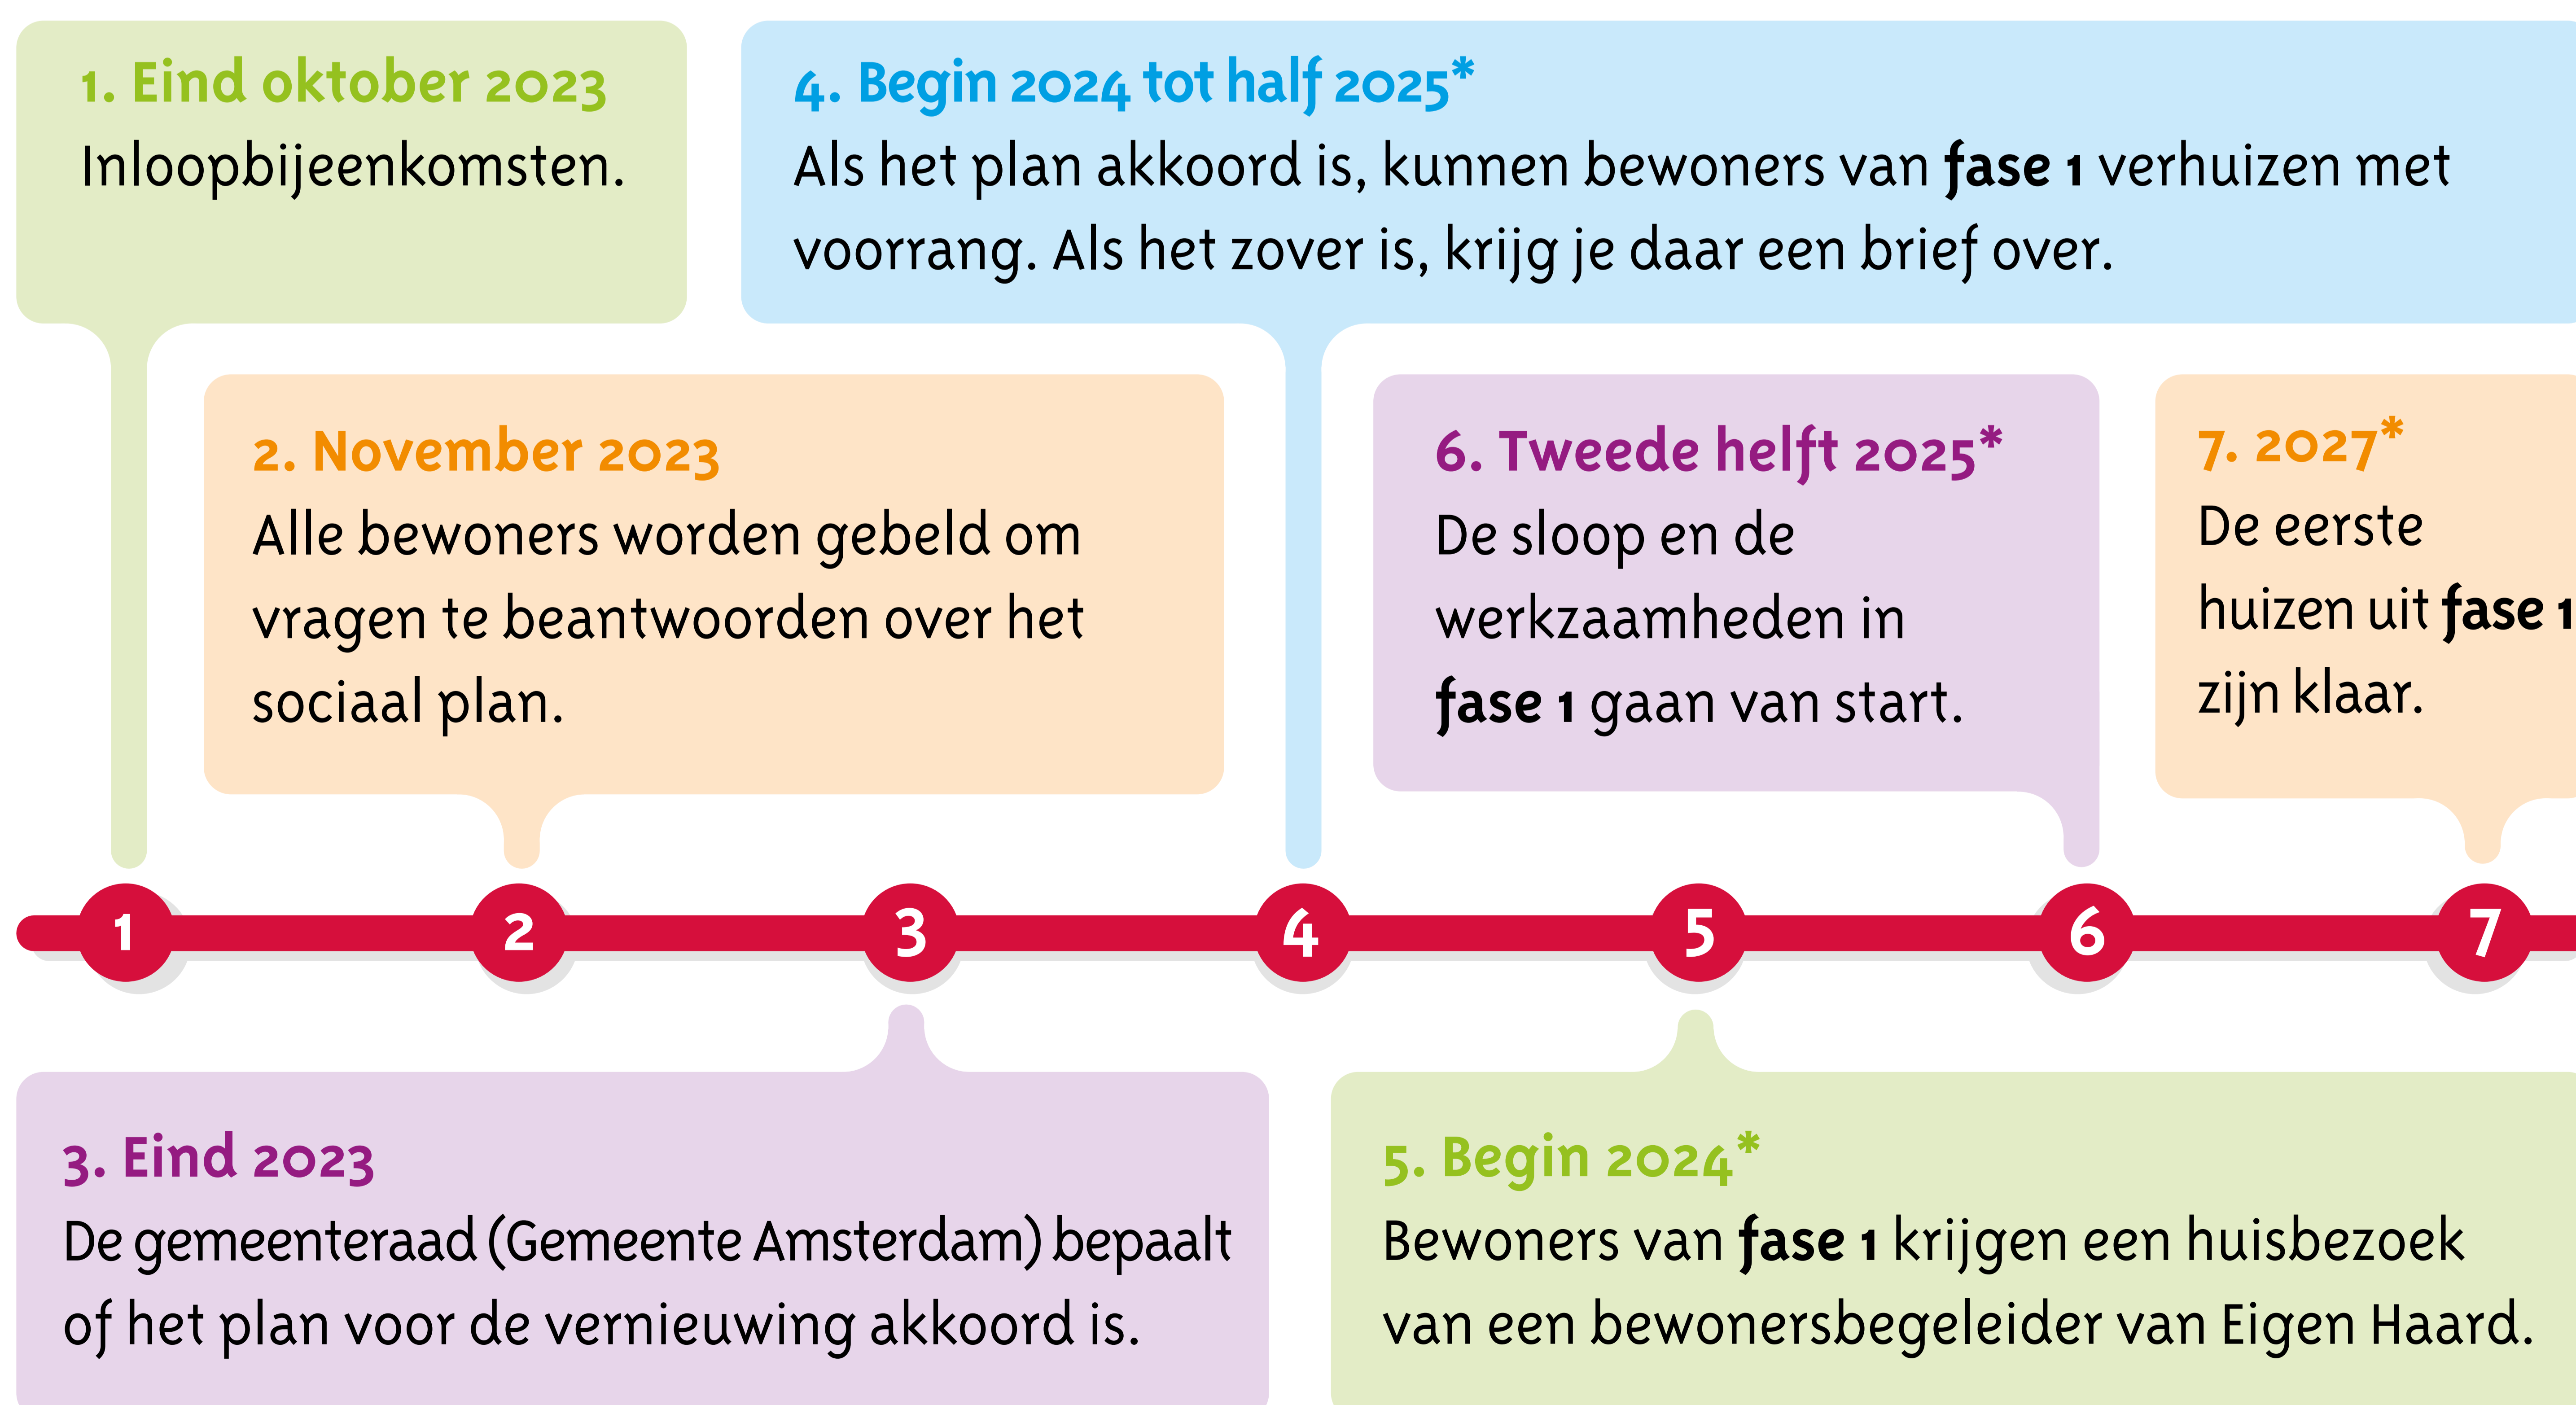 1. Eind oktober 2023
Inloopbijeenkomsten.
4. Begin 2024 tot half 2025*
Als het plan akkoord is, kunnen bewoners van fase 1 verhuizen met
voorrang. Als het zover is, krijg je daar een brief over.
2. November 2023
Alle bewoners worden gebeld om
vragen te beantwoorden over het
sociaal plan.
6. Tweede helft 2025*
De sloop en de
werkzaamheden in
fase 1 gaan van start.
7. 2027*
De eerste
huizen uit fase 1
zijn klaar.
1 2 3 4 5 6 7
3. Eind 2023
De gemeenteraad (Gemeente Amsterdam) bepaalt
of het plan voor de vernieuwing akkoord is.
5. Begin 2024*
Bewoners van fase 1 krijgen een huisbezoek
van een bewonersbegeleider van Eigen Haard.